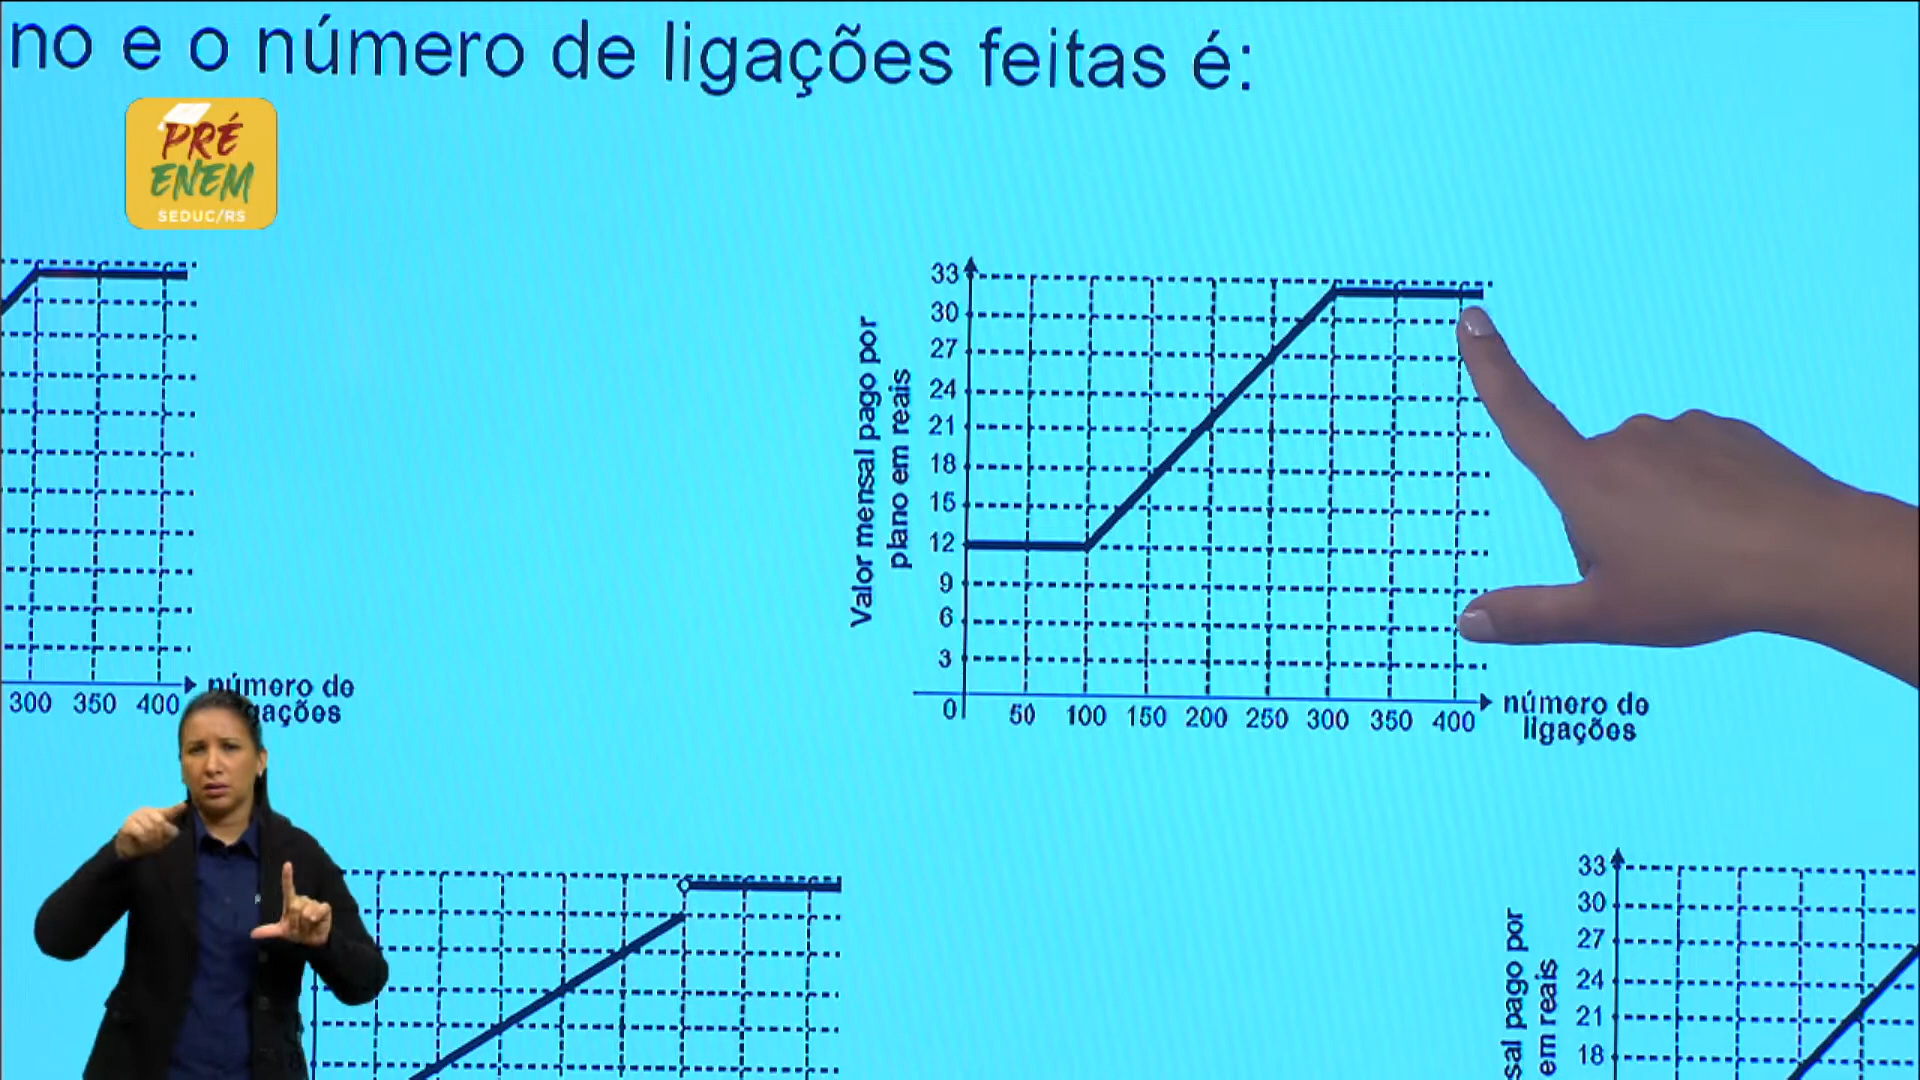 no e o número de ligações feitas é:
PRÉ
ENEM
SEDUC/RS
300 350 400
número de
gações
Valor mensal pago por
plano em reais
33
30
27
24
21
18
15
12
9
6
3
0 50 100 150 200 250 300 350 400
número de
ligações
sal pago por
em reais
33
30
27
24
21
18